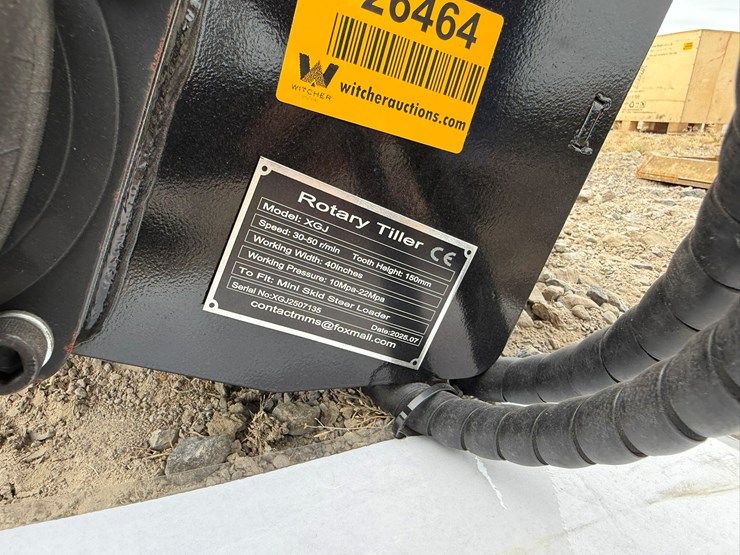 26464
WITCHER
witcherauctions.com
Rotary Tiller
Model: XGJ
CE
Speed: 30-50 r/min Tooth Height: 150mm
Working Width: 40inches
Working Pressure: 10Mpa-22Mpa
To Fit: Mini Skid Steer Loader
Serial No:XGJ2507135 Date:2025.07
contactmms@foxmail.com